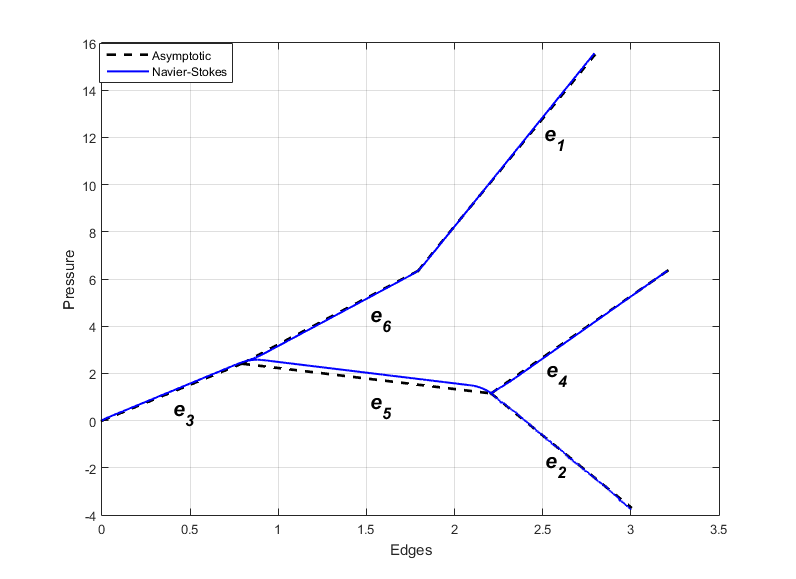 Asymptotic
Navier-Stokes
16
14
12
10
8
6
4
2
0
-2
-4
Pressure
e1
e6
e4
e5
e3
e2
0 0.5 1 1.5 2 2.5 3 3.5
Edges